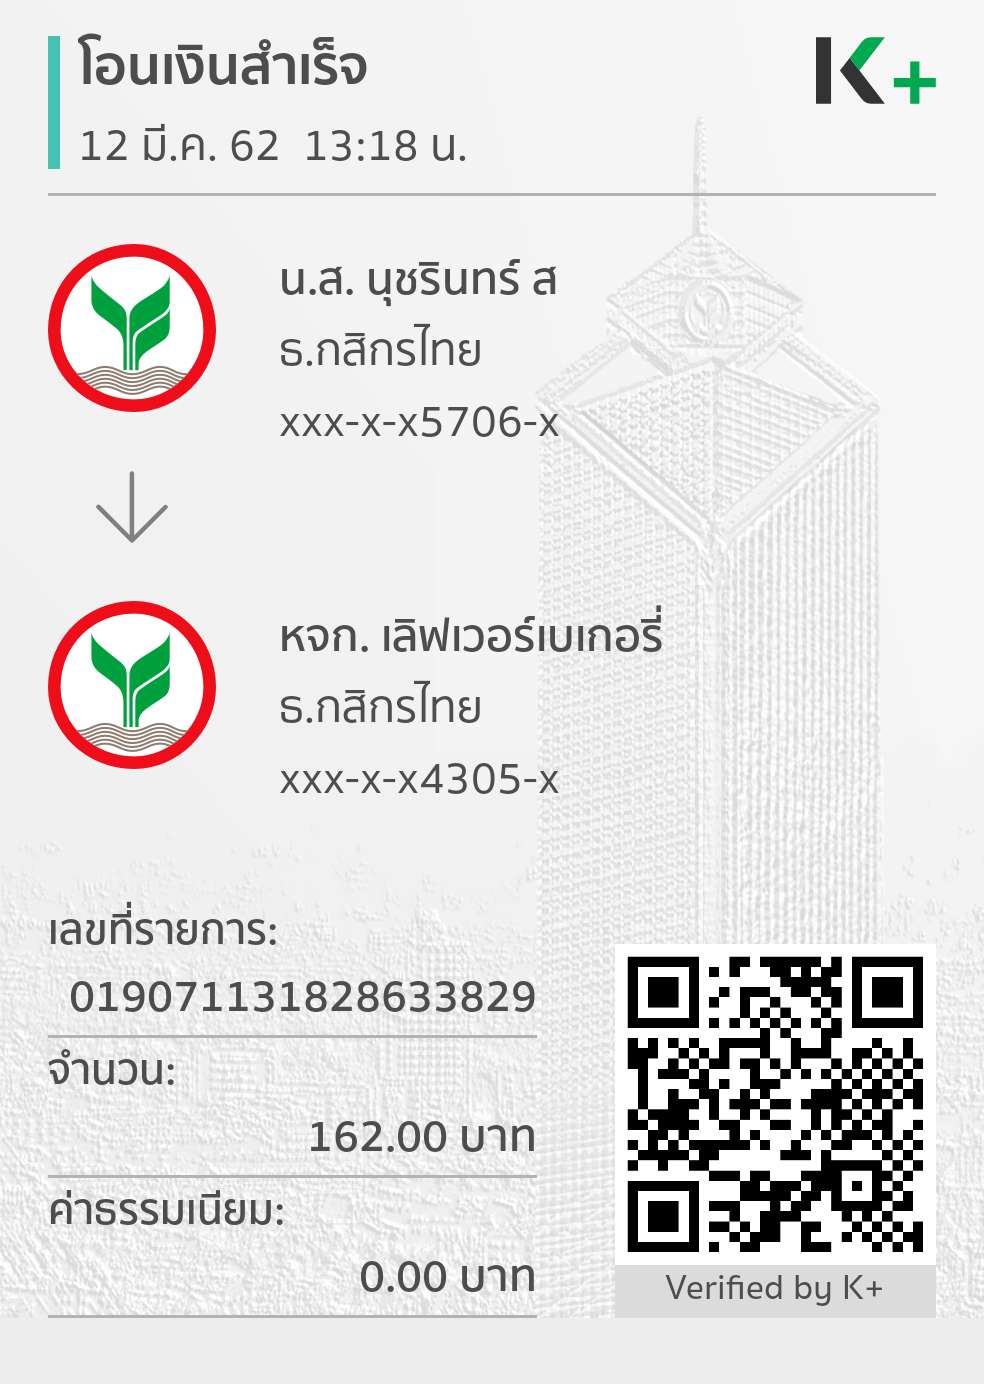 โอนเงินสำเร็จ
12 มี.ค. 62 13:18 น.
K+
น.ส. นุชรินทร์ ส
ธ.กสิกรไทย
xxx-x-x5706-x
หจก. เลิฟเวอร์เบเกอรี่
ธ.กสิกรไทย
xxx-x-x4305-x
เลขที่รายการ:
019071131828633829
จำนวน:
162.00 บาท
ค่าธรรมเนียม:
0.00 บาท
Verified by K+